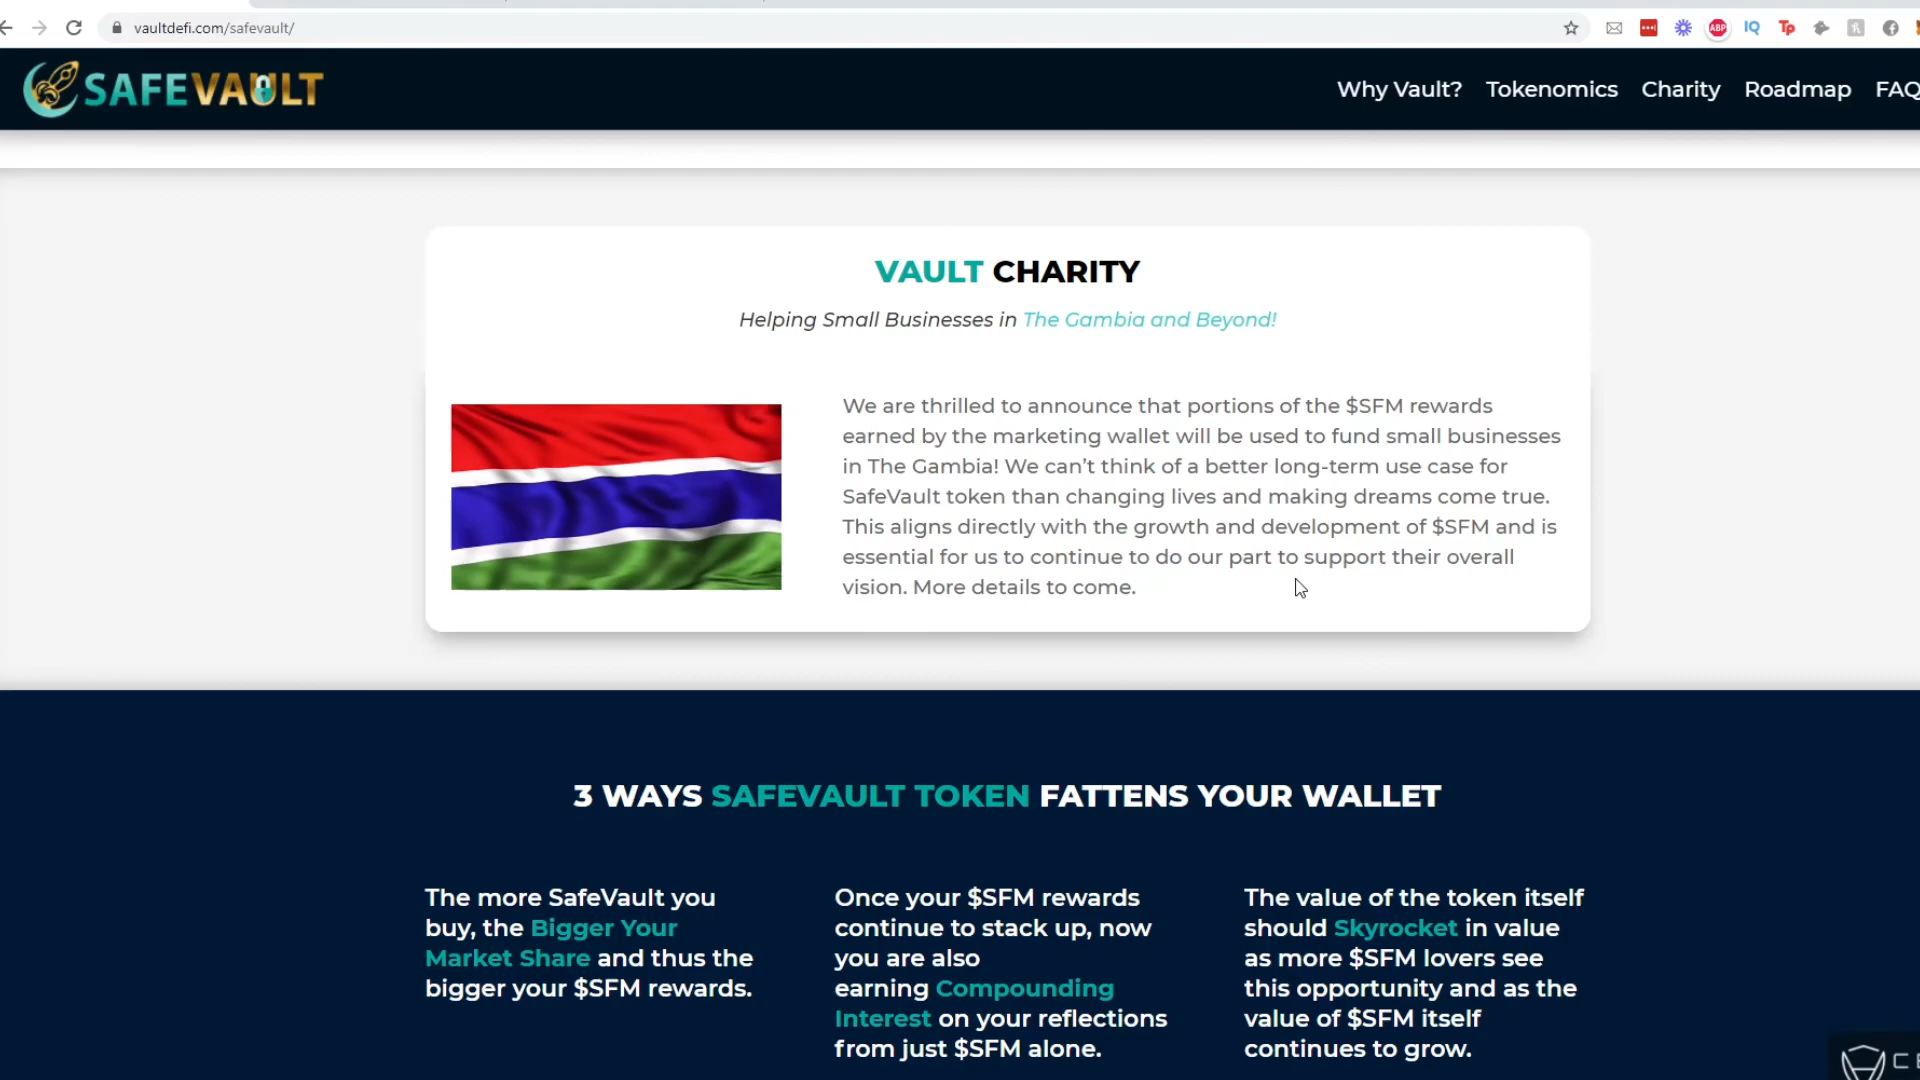 vaultdefi.com/safevault/
ABP
IQ
Tp
SAFEVAULT
Why Vault? Tokenomics Charity Roadmap FAQ
VAULT CHARITY
Helping Small Businesses in The Gambia and Beyond!
We are thrilled to announce that portions of the $SFM rewards
earned by the marketing wallet will be used to fund small businesses
in The Gambia! We can’t think of a better long-term use case for
SafeVault token than changing lives and making dreams come true.
This aligns directly with the growth and development of $SFM and is
essential for us to continue to do our part to support their overall
vision. More details to come.
3 WAYS SAFEVAULT TOKEN FATTENS YOUR WALLET
The more SafeVault you
buy, the Bigger Your
Market Share and thus the
bigger your $SFM rewards.
Once your $SFM rewards
continue to stack up, now
you are also
earning Compounding
Interest on your reflections
from just $SFM alone.
The value of the token itself
should Skyrocket in value
as more $SFM lovers see
this opportunity and as the
value of $SFM itself
continues to grow.